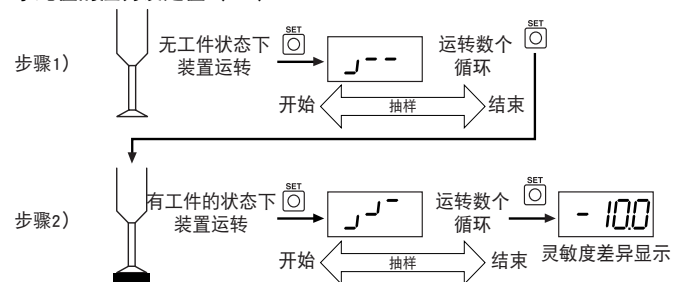 SET
SET
无工件状态下
装置运转
运转数个
循环
步骤1)
开始
抽样
结束
SET
SET
有工件的状态下
装置运转
运转数个
循环
- 10.0
步骤2)
灵敏度差异显示
开始
抽样
结束